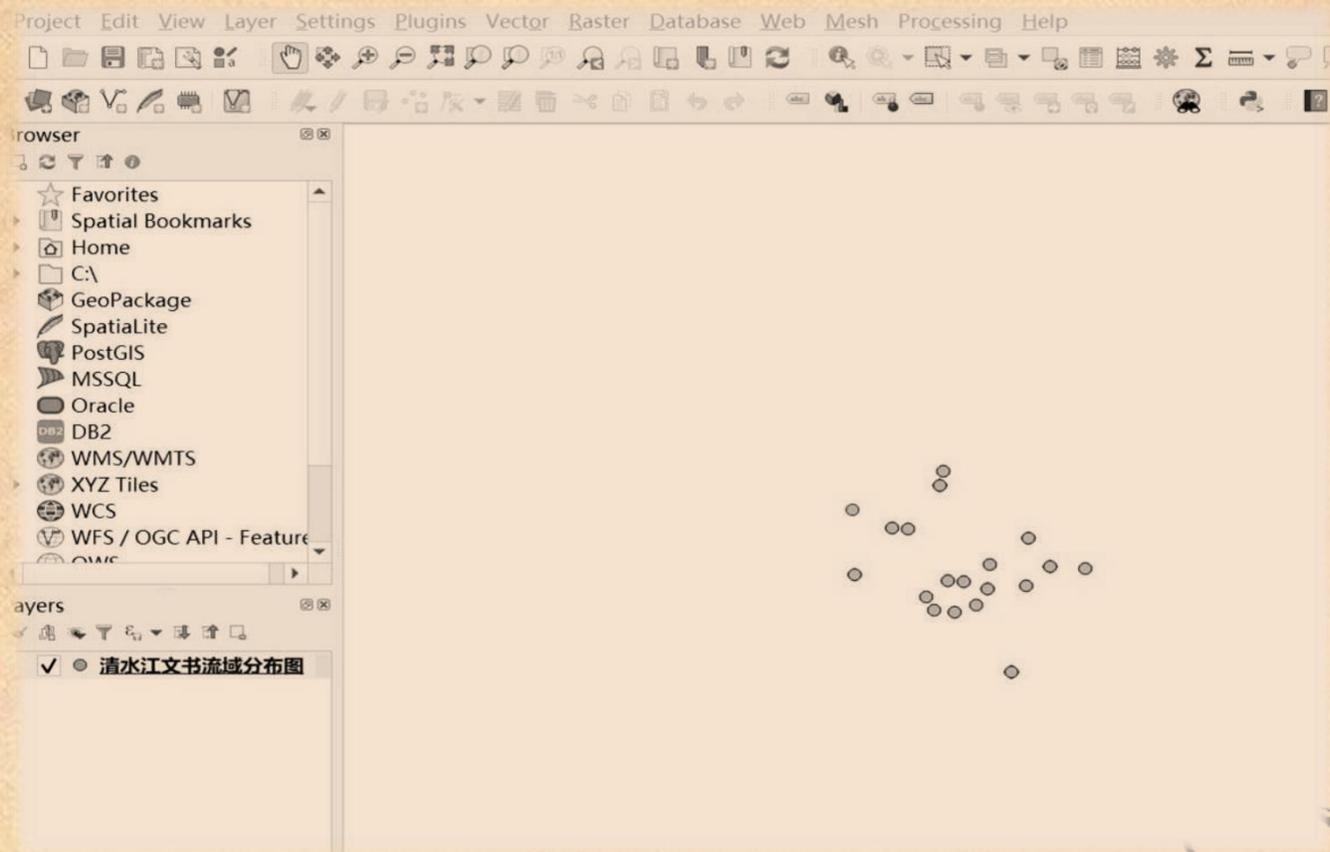 Project Edit View Layer Settings Plugins Vector Raster Database Web Mesh Processing Help
rowser
Favorites
Spatial Bookmarks
Home
C:\
GeoPackage
SpatiaLite
PostGIS
MSSQL
Oracle
DB2 DB2
WMS/WMTS
XYZ Tiles
WCS
WFS / OGC API - Feature
OWS
ayers
清水江文书流域分布图